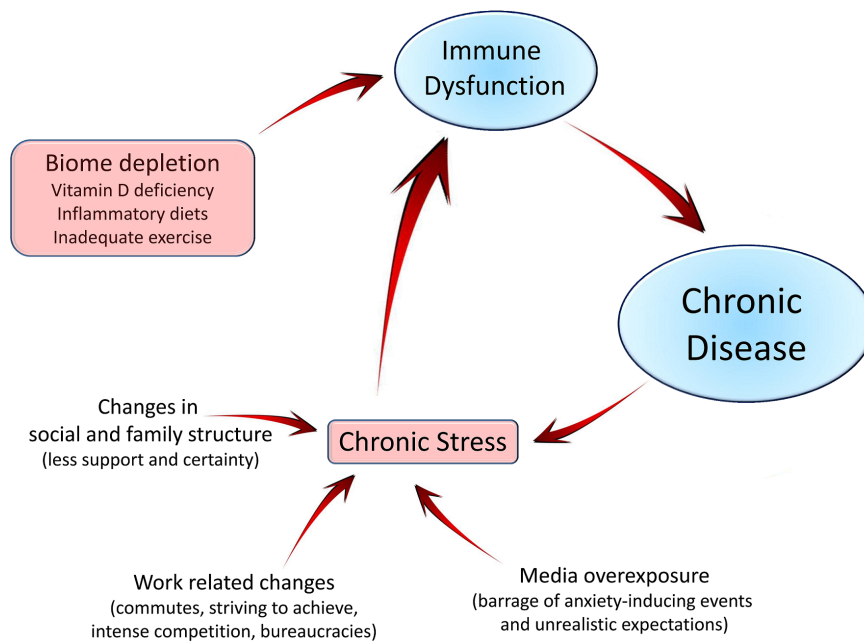 Immune
Dysfunction
Biome depletion
Vitamin D deficiency
Inflammatory diets
Inadequate exercise
Chronic
Disease
Changes in
social and family structure
(less support and certainty)
Chronic Stress
Work related changes
(commutes, striving to achieve,
intense competition, bureaucracies)
Media overexposure
(barrage of anxiety-inducing events
and unrealistic expectations)